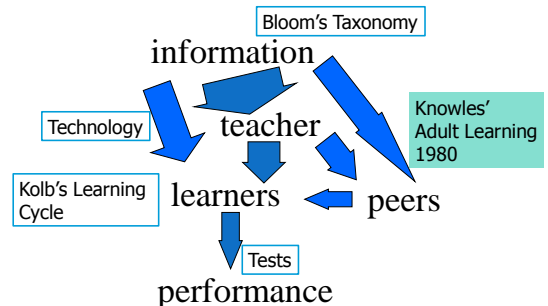 Bloom's Taxonomy
information
Technology
teacher
Knowles'
Adult Learning
1980
Kolb's Learning
Cycle
learners
peers
Tests
performance